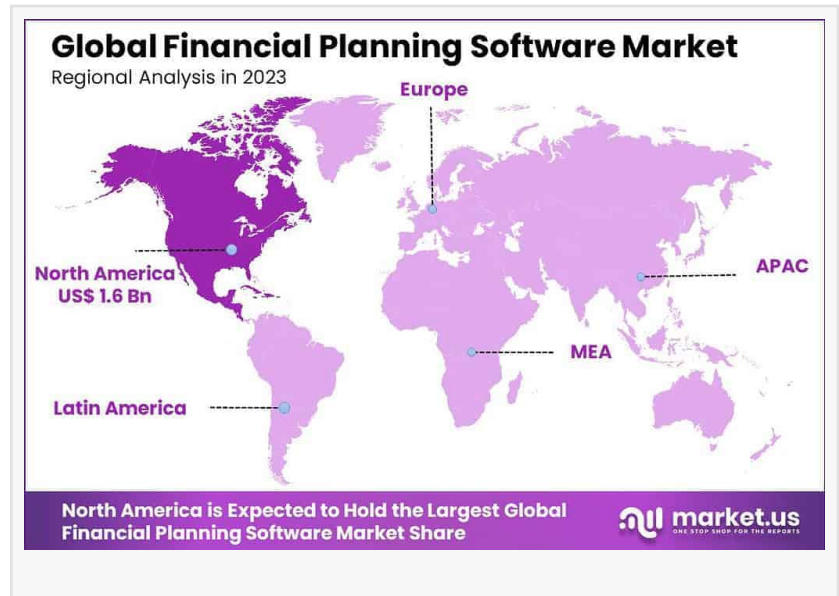 Global Financial Planning Software Market
Regional Analysis in 2023
Europe
North America
US$ 1.6 Bn
APAC
MEA
Latin America
North America is Expected to Hold the Largest Global
Financial Planning Software Market Share
market.us
ONE STOP SHOP FOR THE REPORTS